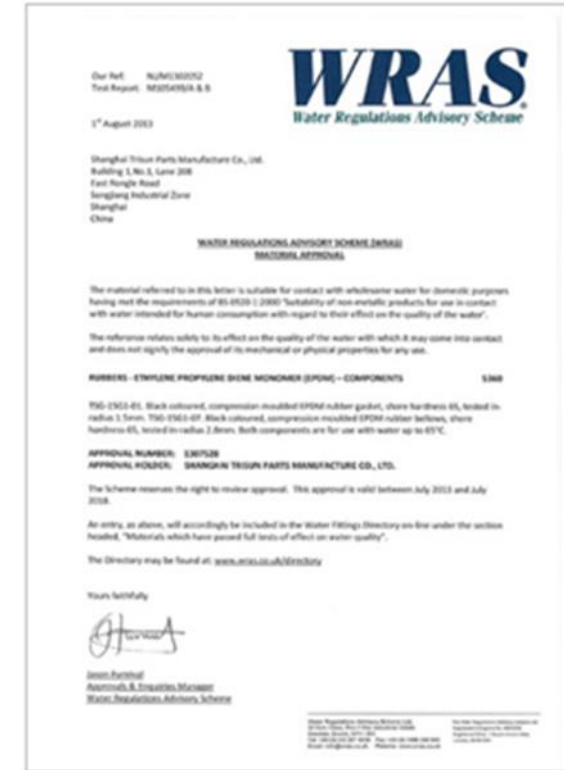 WRAS
Water Regulations Advisory Scheme
Our Ref:
Test Report:
1st August 2013
Shanghai Trisun Parts Manufacture Co., Ltd.
Building 1, No.3, Lane 208
East Rongle Road
Songjiang Industrial Zone
Shanghai
China
WATER REGULATIONS ADVISORY SCHEME (WRAS)
MATERIAL APPROVAL
The material referred to in this letter is suitable for contact with wholesome water for domestic purposes
having met the requirements of BS 6920-1:2000 'Suitability of non-metallic products for use in contact
with water intended for human consumption with regard to their effect on the quality of the water'.
The reference relates solely to its effect on the quality of the water with which it may come into contact
and does not signify the approval of its mechanical or physical properties for any use.
RUBBERS - ETHYLENE PROPYLENE DIENE MONOMER (EPDM) – COMPONENTS
Black coloured, compression moulded EPDM rubber gasket, shore hardness 65, tested in-
radius 1.5mm. Black coloured, compression moulded EPDM rubber bellows, shore
hardness 65, tested in-radius 2.8mm. Both components are for use with water up to 65°C.
APPROVAL NUMBER: 1307528
APPROVAL HOLDER: SHANGHAI TRISUN PARTS MANUFACTURE CO., LTD.
The Scheme reserves the right to review approval. This approval is valid between July 2013 and July
2018.
An entry, as above, will accordingly be included in the Water Fittings Directory on-line under the section
headed, "Materials which have passed full tests of effect on water quality".
The Directory may be found at: www.wras.co.uk/directory
Yours faithfully
Jason Furnival
Approvals & Enquiries Manager
Water Regulations Advisory Scheme